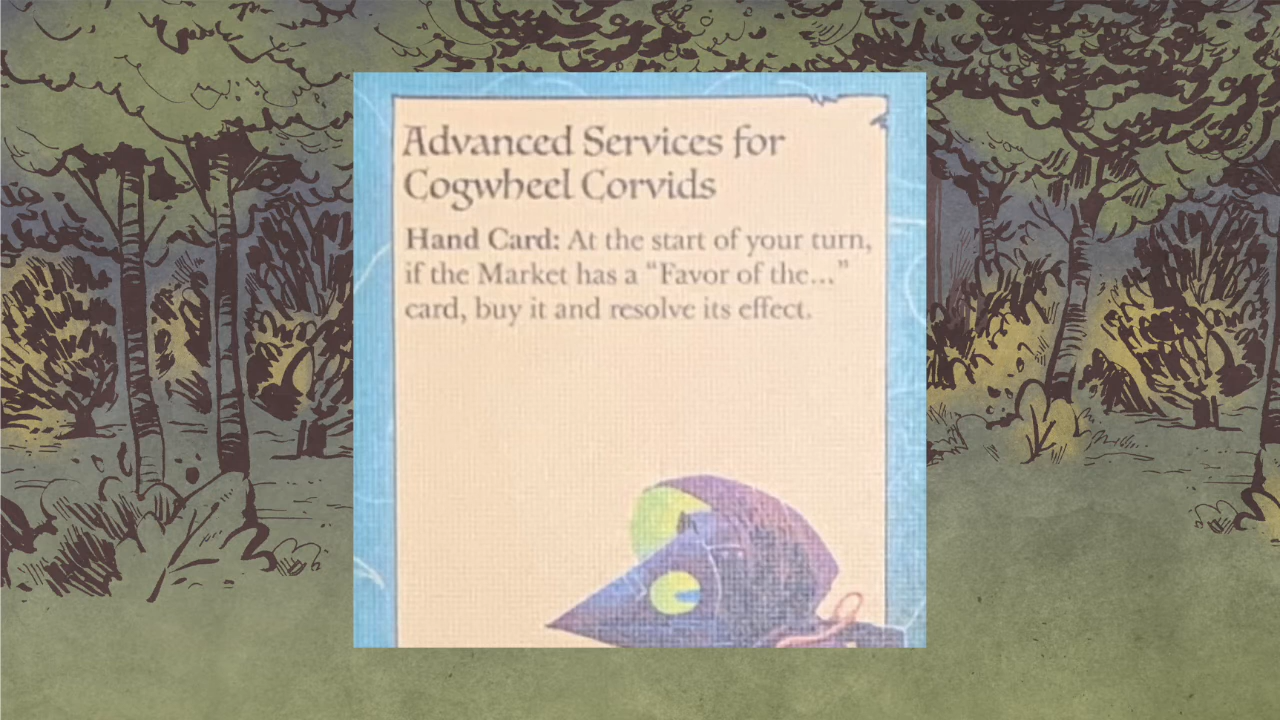 Advanced Services for
Cogwheel Corvids
Hand Card: At the start of your turn,
if the Market has a “Favor of the...”
card, buy it and resolve its effect.